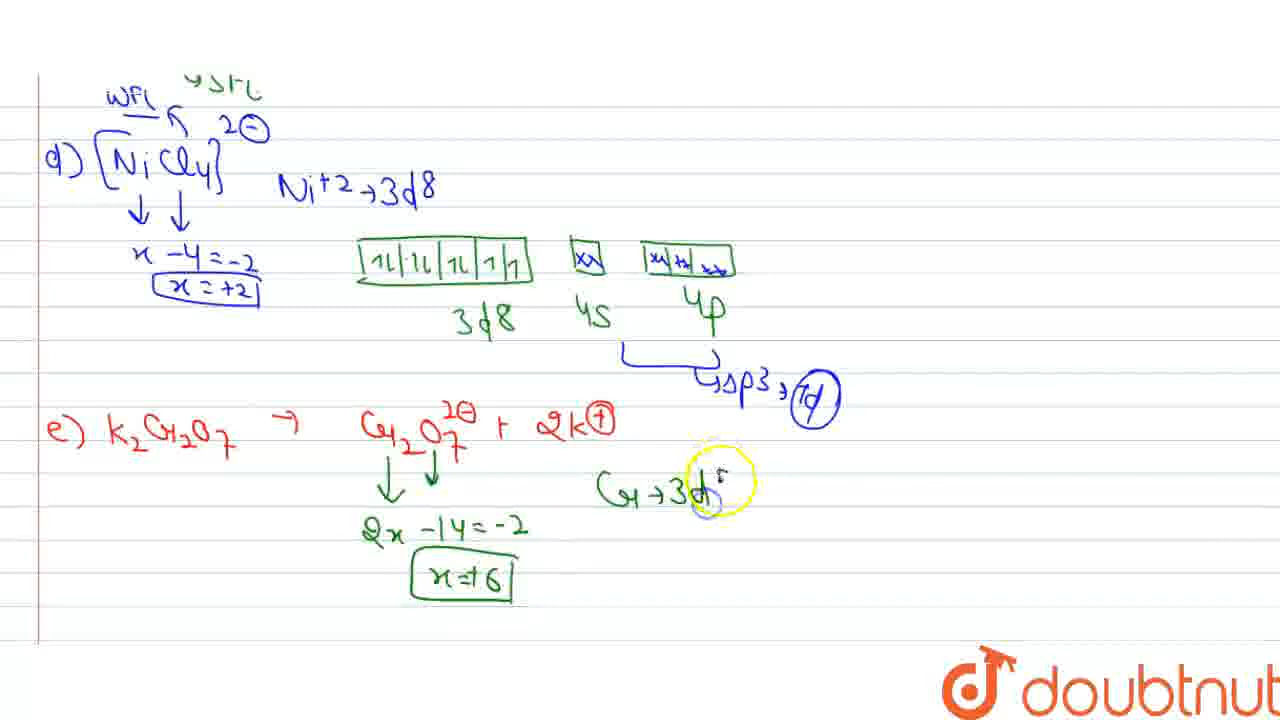 WFL → SFL
d) [NiCl4] 2⊖
Ni+2 → 3d8
x - 4 = -2
x = +2
3d8 4s 4p
↳ sp3, Td
e) K2Cr2O7 → Cr2O7 2⊖ + 2K⊕
Cr → 3d5
2x - 14 = -2
x = +6
doubtnut